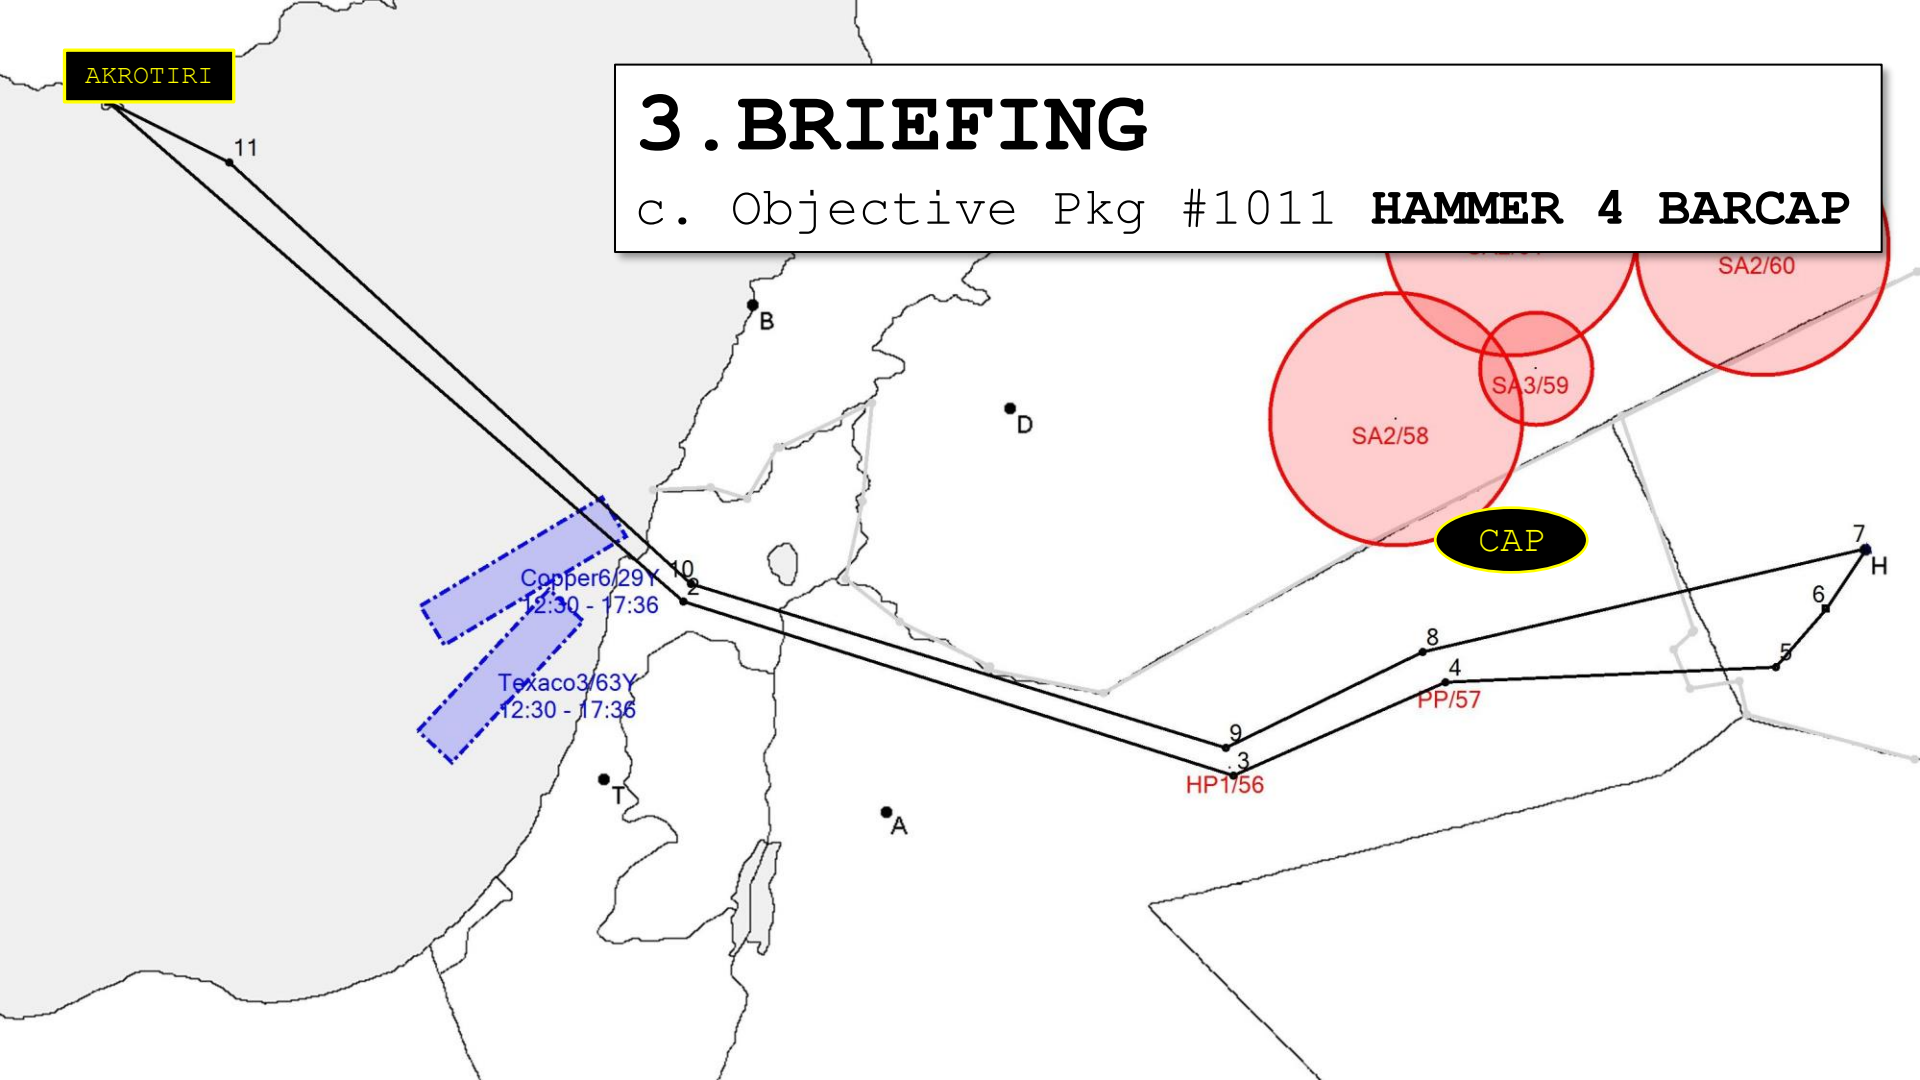 AKROTIRI
3.BRIEFING
c. Objective Pkg #1011 HAMMER 4 BARCAP
11
SA2/60
B
SA3/59
D
SA2/58
CAP
7
H
10
2
Copper6/29Y
12:30 - 17:36
6
8
5
4
PP/57
Texaco3/63Y
12:30 - 17:36
9
3
HP1/56
T
A